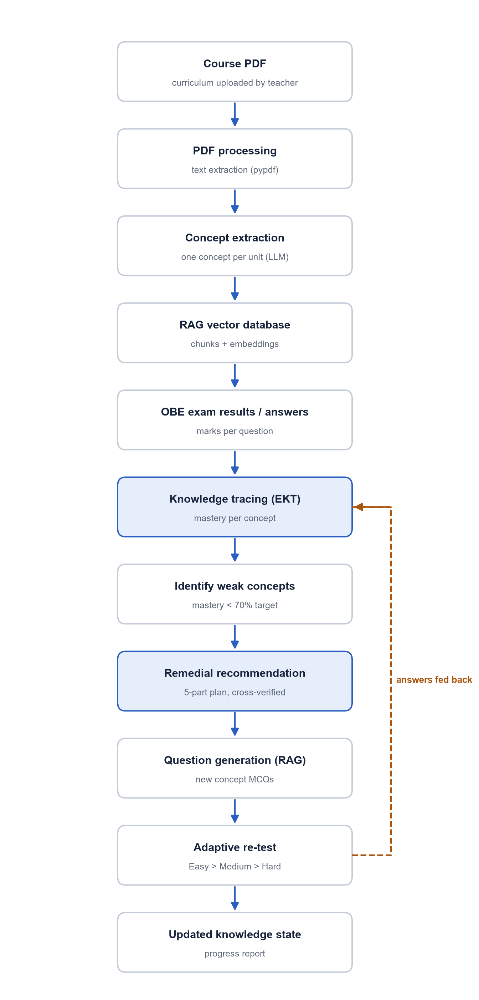 Course PDF
curriculum uploaded by teacher
PDF processing
text extraction (pypdf)
Concept extraction
one concept per unit (LLM)
RAG vector database
chunks + embeddings
OBE exam results / answers
marks per question
Knowledge tracing (EKT)
mastery per concept
Identify weak concepts
mastery < 70% target
Remedial recommendation
answers fed back
5-part plan, cross-verified
Question generation (RAG)
new concept MCQs
Adaptive re-test
Easy > Medium > Hard
Updated knowledge state
progress report